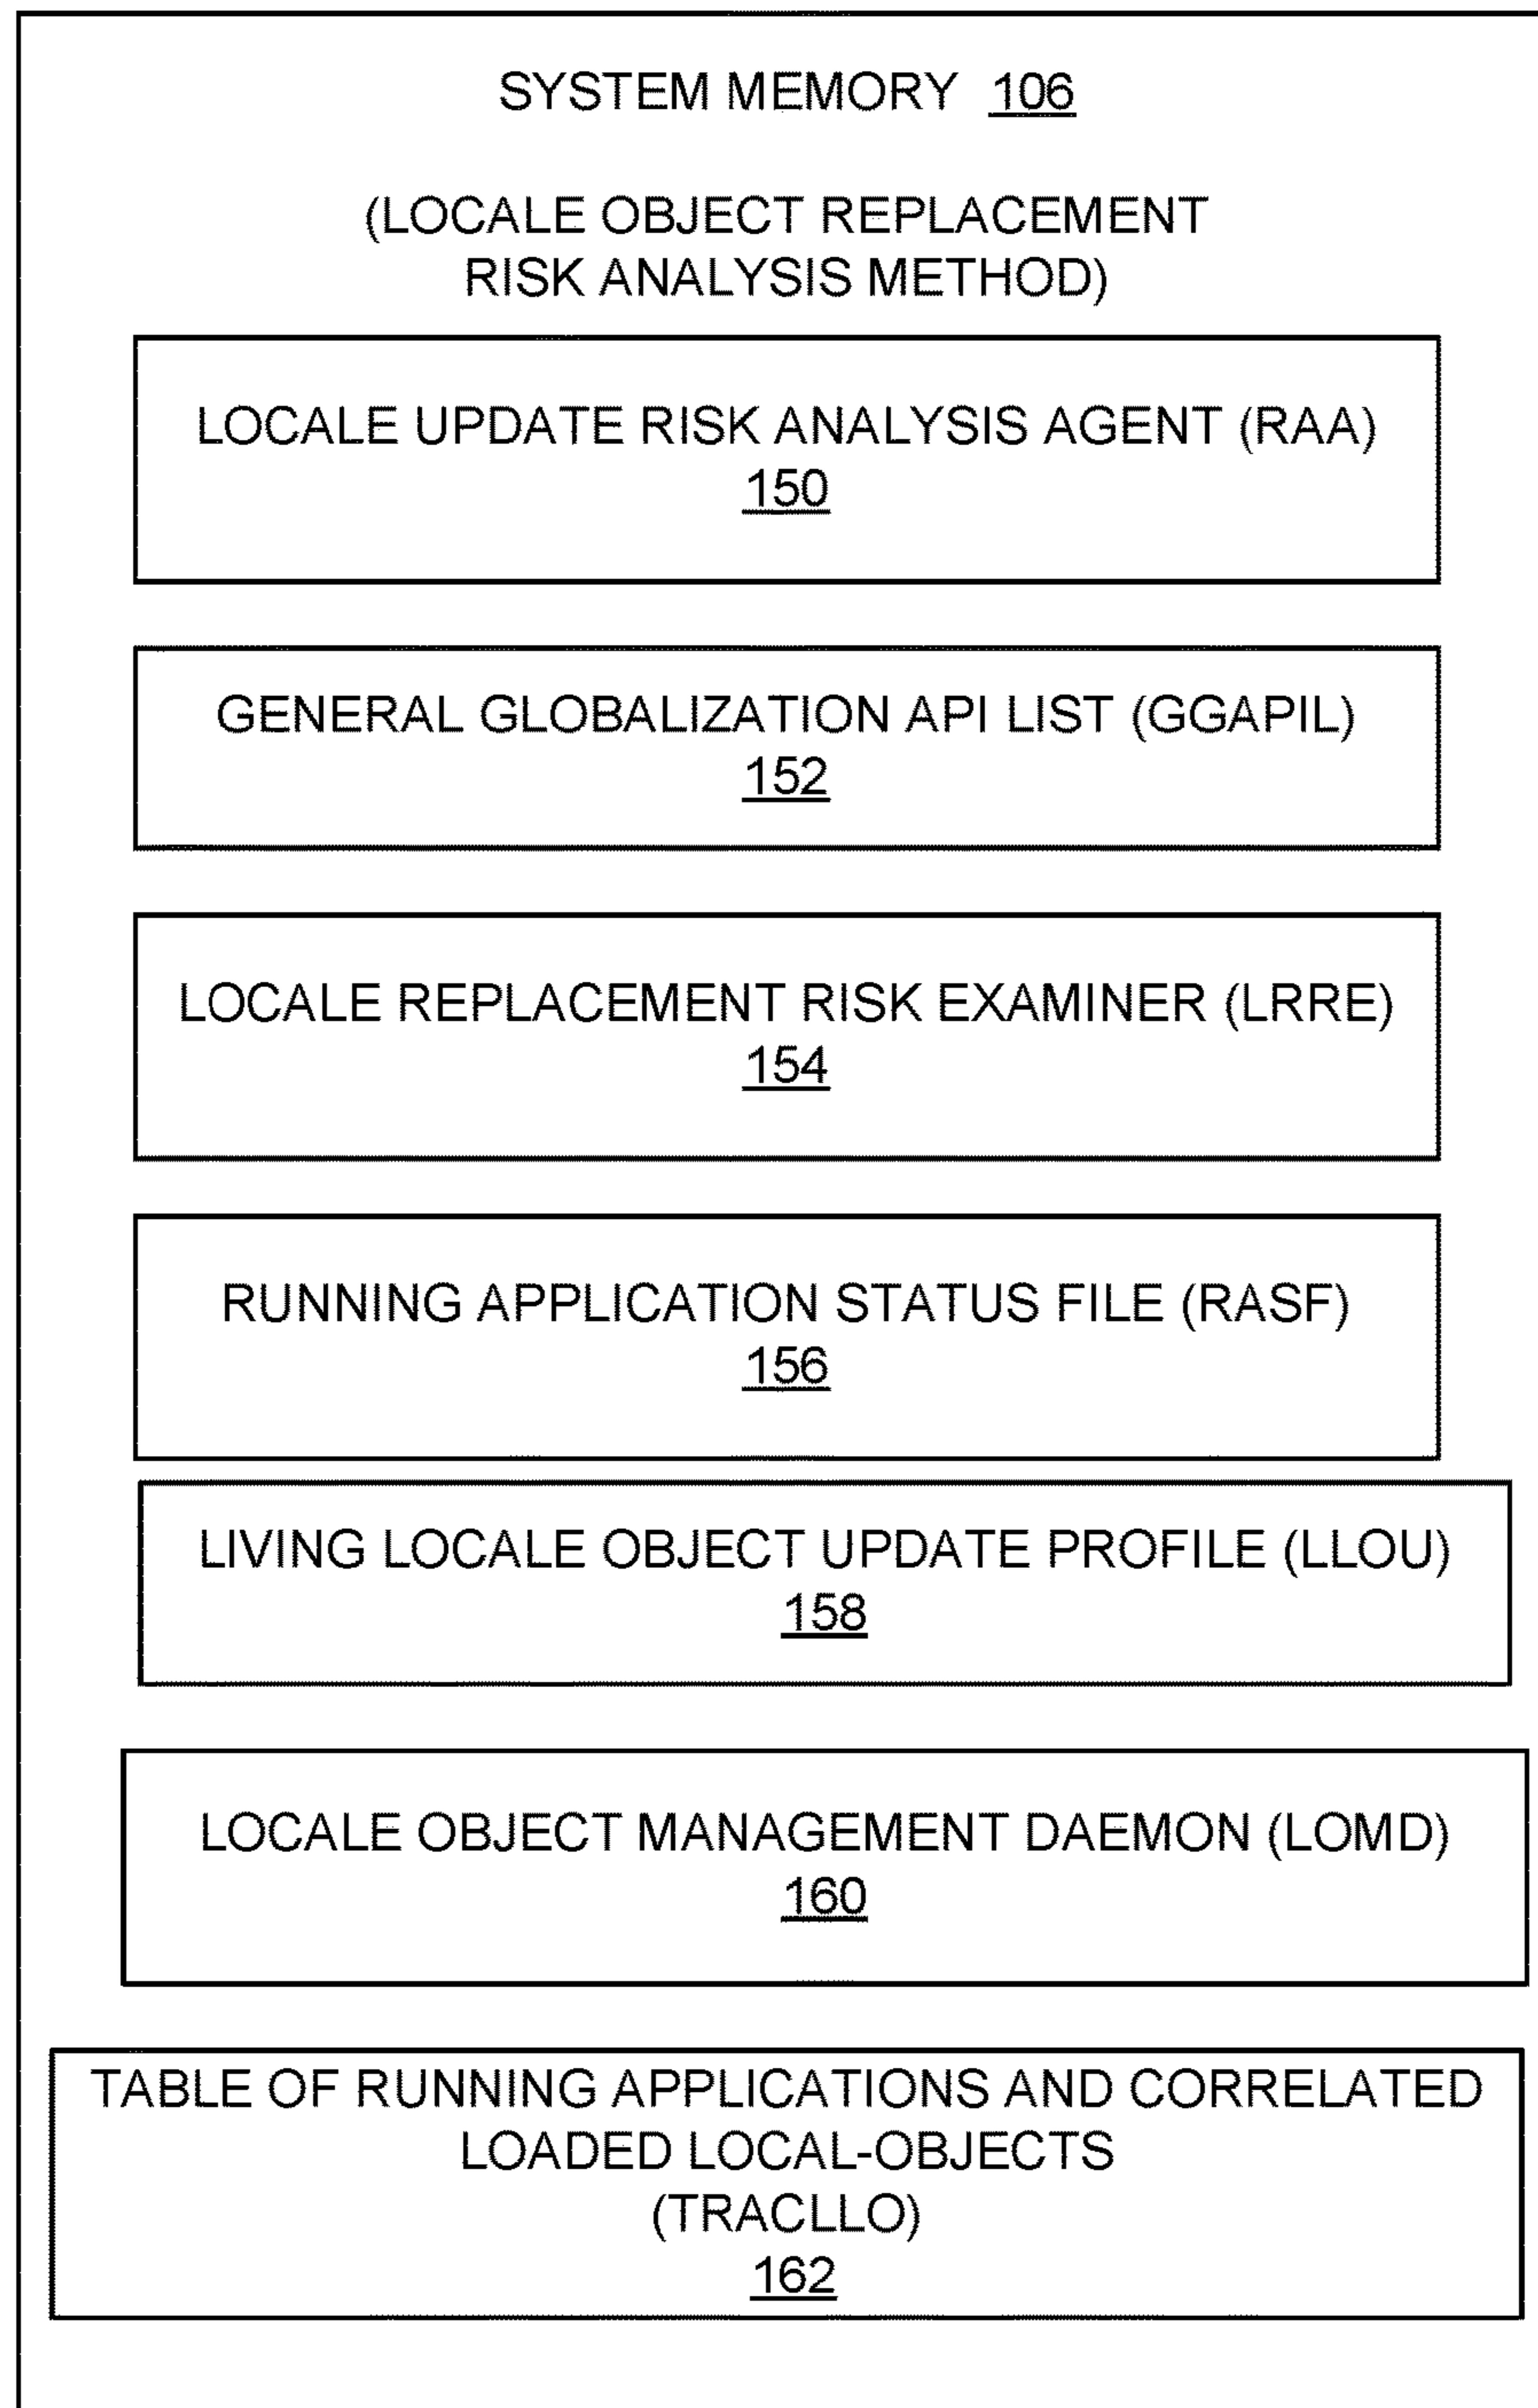 SYSTEM MEMORY 106
(LOCALE OBJECT REPLACEMENT
RISK ANALYSIS METHOD)
LOCALE UPDATE RISK ANALYSIS AGENT (RAA)
150
GENERAL GLOBALIZATION API LIST (GGAPIL)
152
LOCALE REPLACEMENT RISK EXAMINER (LRRE)
154
RUNNING APPLICATION STATUS FILE (RASF)
156
LIVING LOCALE OBJECT UPDATE PROFILE (LLOU)
158
LOCALE OBJECT MANAGEMENT DAEMON (LOMD)
160
TABLE OF RUNNING APPLICATIONS AND CORRELATED
LOADED LOCAL-OBJECTS
(TRACLLO)
162